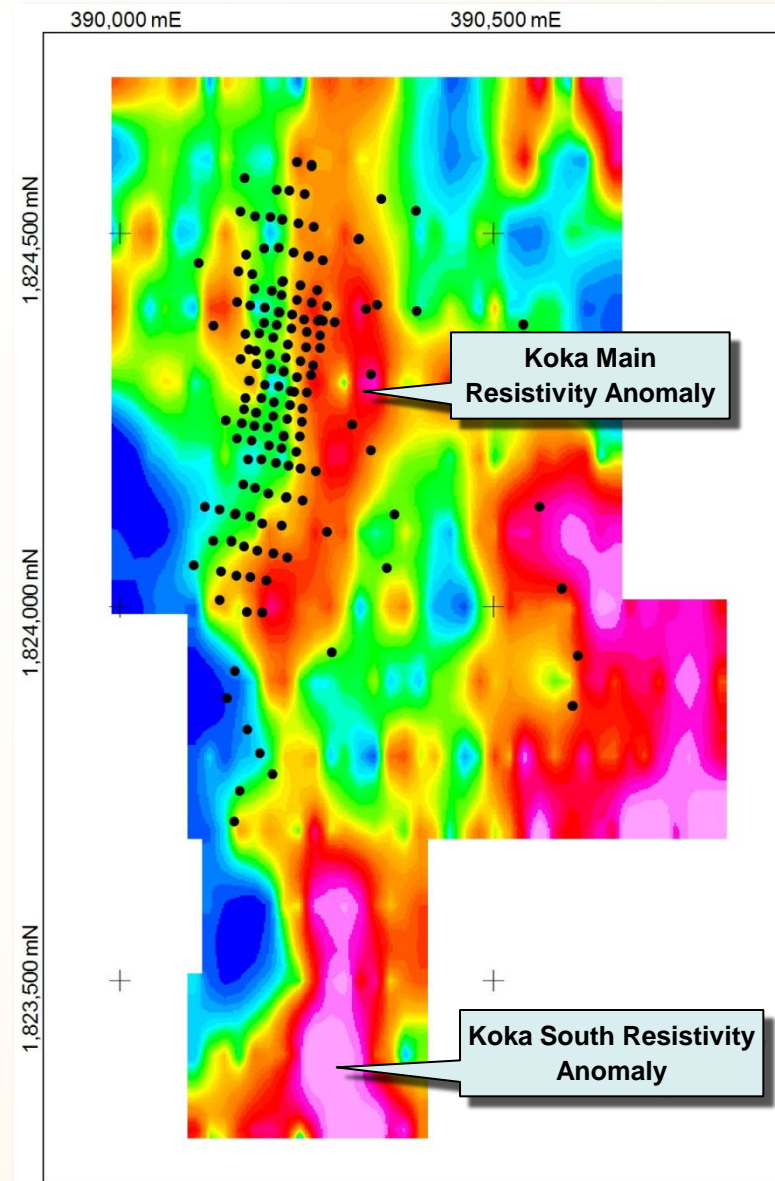 390,000 mE
390,500 mE
1,824,500 mN
Koka Main
Resistivity Anomaly
1,824,000 mN
1,823,500 mN
Koka South Resistivity
Anomaly